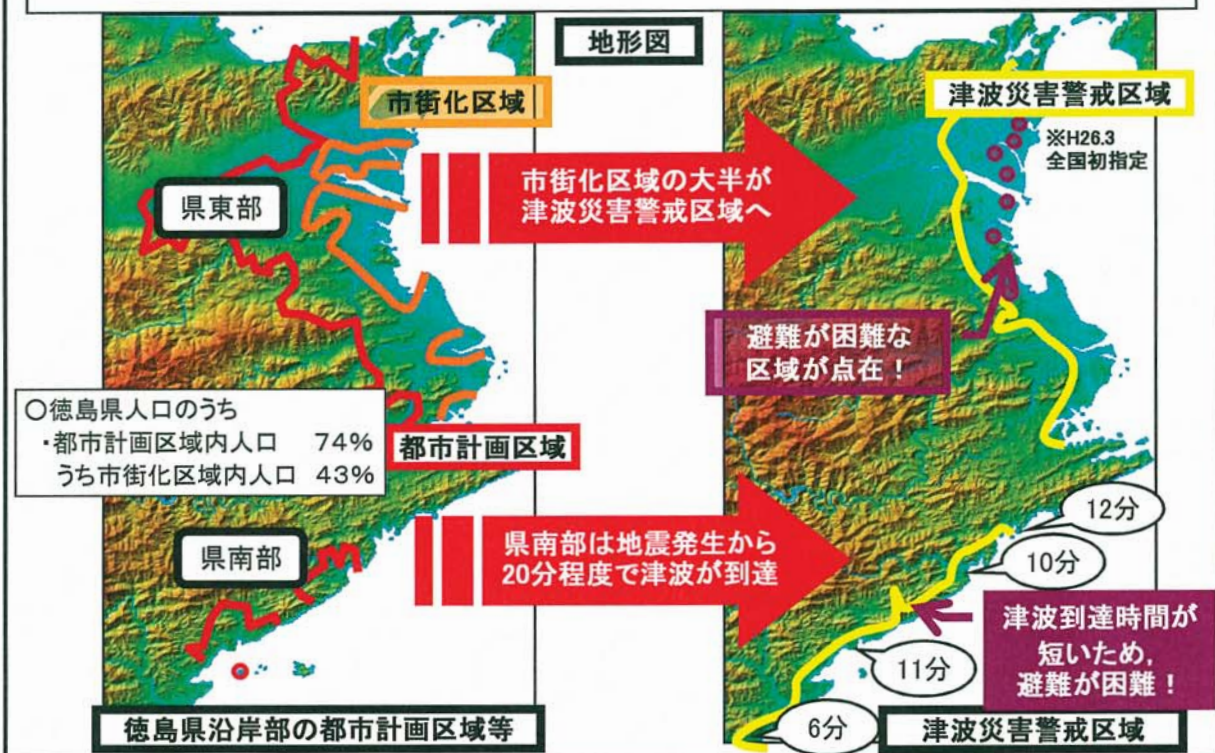 地形図
市街化区域
県東部
○徳島県人口のうち
・都市計画区域内人口 74%
うち市街化区域内人口 43%
都市計画区域
県南部
徳島県沿岸部の都市計画区域等
市街化区域の大半が
津波災害警戒区域へ
県南部は地震発生から
20分程度で津波が到達
津波災害警戒区域
※H26.3
全国初指定
避難が困難な
区域が点在！
12分
10分
津波到達時間が
短いため,
避難が困難！
11分
6分
津波災害警戒区域